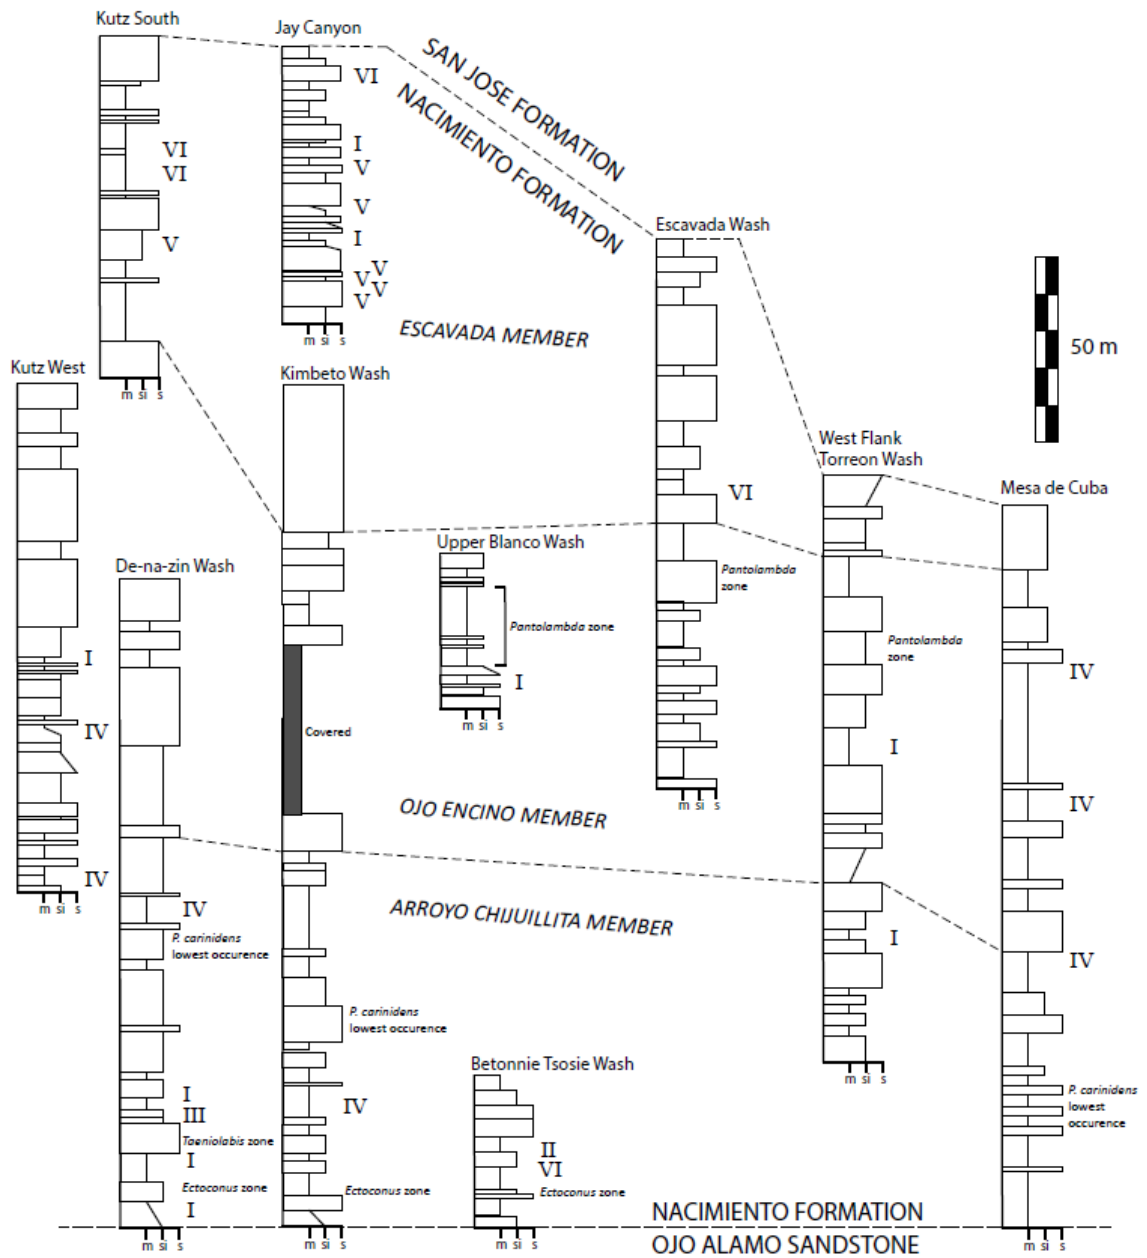 Kutz South
Jay Canyon
SAN JOSE FORMATION
NACIMIENTO FORMATION
VI
VI
VI
V
I
V
V
I
V
V
V
V
m si s
m si s
Escavada Wash
50 m
ESCAVADA MEMBER
Kutz West
Kimbeto Wash
West Flank
Torreon Wash
Mesa de Cuba
VI
De-na-zin Wash
Upper Blanco Wash
Pantolambda
zone
Pantolambda zone
Pantolambda
zone
I
I
IV
IV
Covered
m si s
I
IV
m si s
OJO ENCINO MEMBER
IV
m si s
IV
ARROYO CHIJUILLITA MEMBER
I
P. carinidens
lowest occurence
IV
P. carinidens
lowest occurence
Betonnie Tsosie Wash
m si s
I
III
IV
P. carinidens
lowest
occurence
Taeniolabis zone
I
II
VI
Ectoconus zone
I
Ectoconus zone
Ectoconus zone
NACIMIENTO FORMATION
m si s
m si s
m si s
OJO ALAMO SANDSTONE
m si s